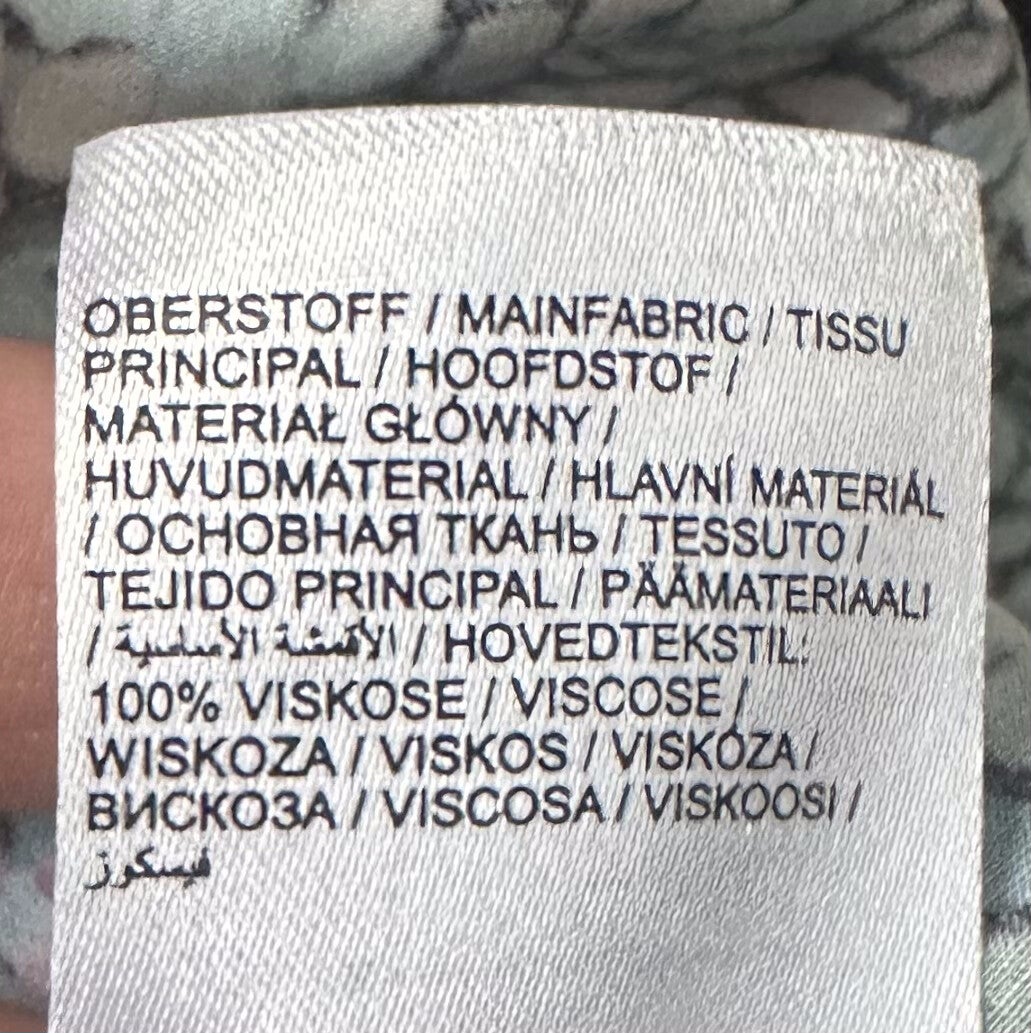 OBERSTOFF / MAINFABRIC / TISSU
PRINCIPAL / HOOFDSTOF /
MATERIAŁ GŁÓWNY /
HUVUDMATERIAL / HLAVNÍ MATERIÁL
/ ОСНОВНАЯ ТКАНЬ / TESSUTO /
TEJIDO PRINCIPAL / PÄÄMATERIAALI
/ الأقمشة الأساسية / HOVEDTEKSTIL:
100% VISKOSE / VISCOSE /
WISKOZA / VISKOS / VISKÓZA /
ВИСКОЗА / VISCOSA / VISKOOSI /
فيسكوز